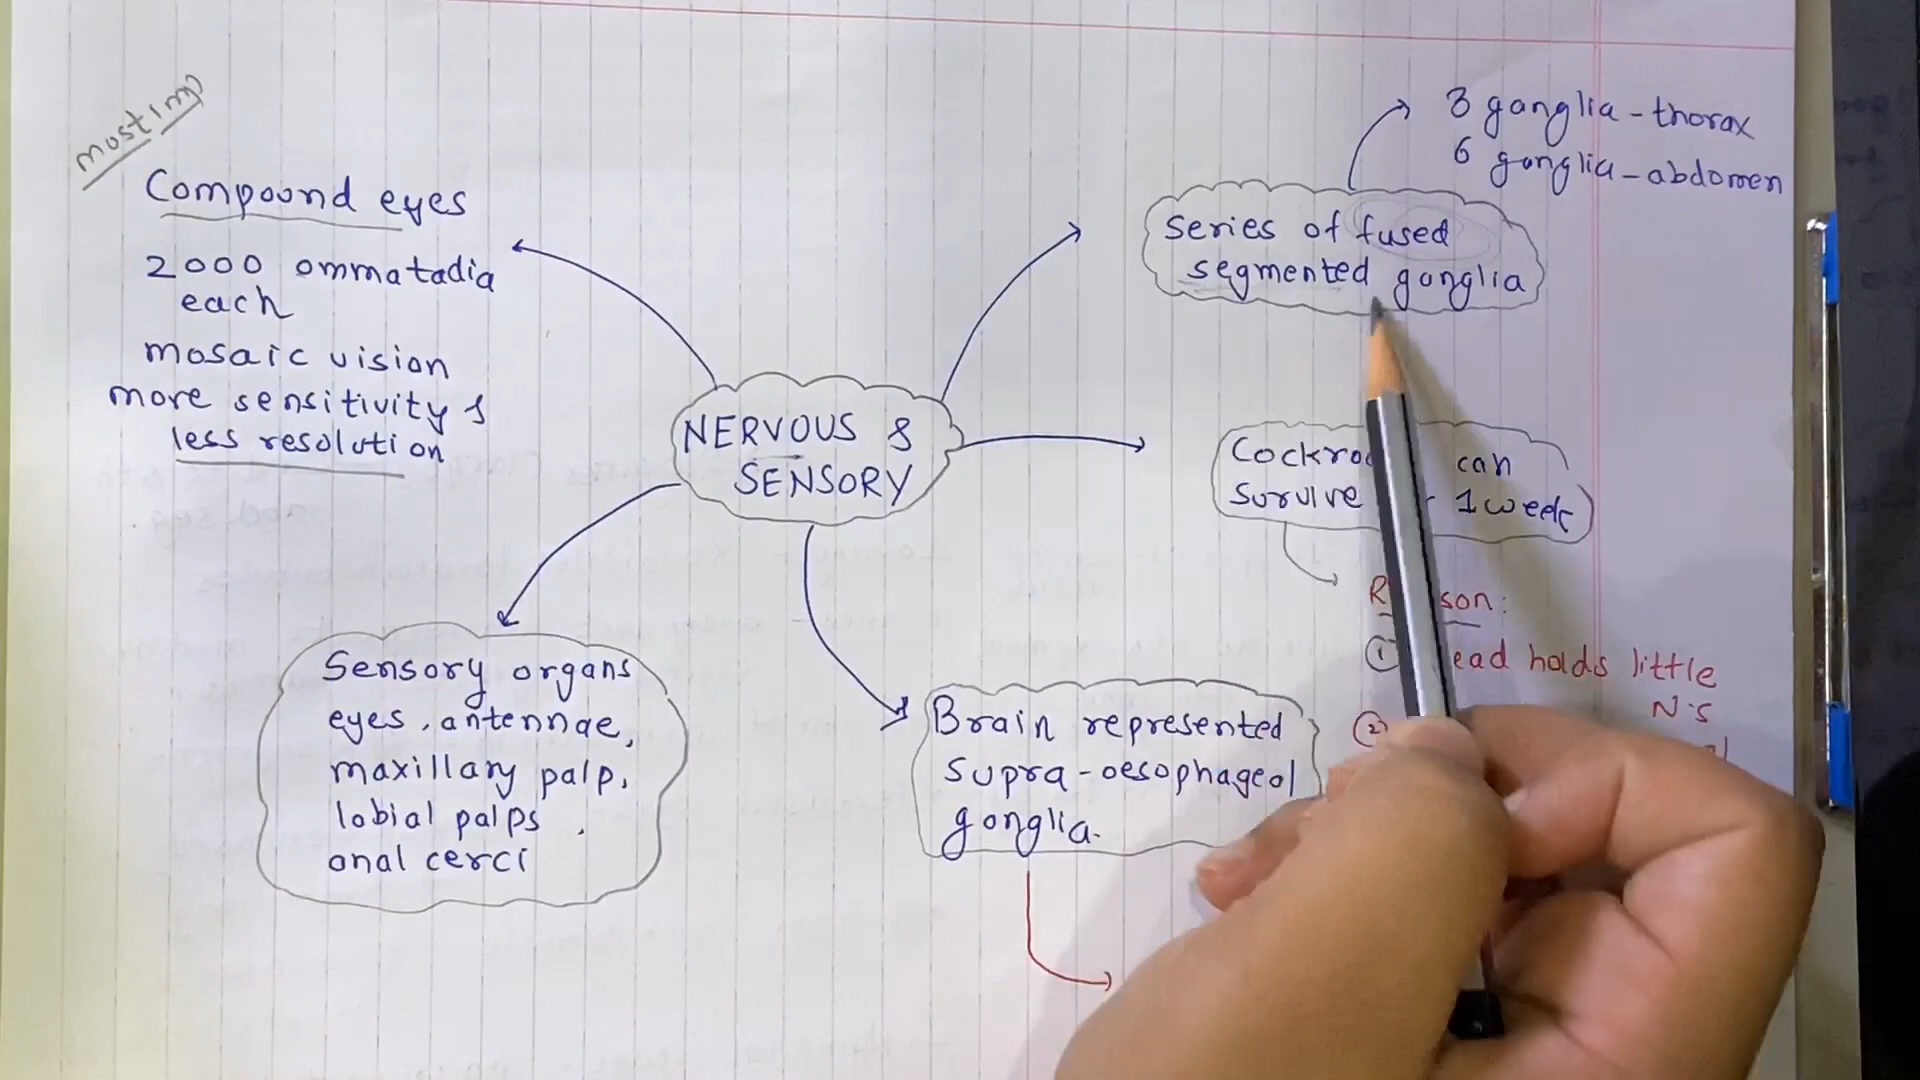 most imp
Compound eyes
2000 ommatadia
each
mosaic vision
more sensitivity &
less resolution
NERVOUS &
SENSORY
3 ganglia - thorax
6 ganglia - abdomen
series of fused
segmented ganglia
can
survive 1 week
1 holds little
N.S
2
Sensory organs
eyes, antennae,
maxillary palp,
labial palps
anal cerci
Brain represented
Supra-oesophageal
ganglia.